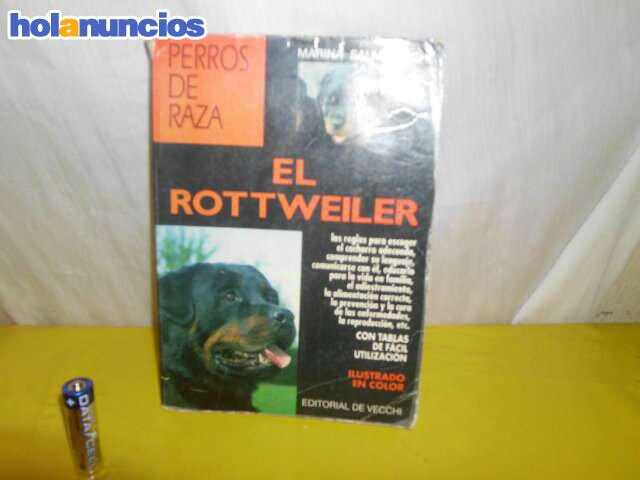 holanuncios
PERROS
DE
RAZA
MARINA
EL
ROTTWEILER
las reglas para escoger
el cachorro adecuado,
comprender su lenguaje,
comunicarse con él, educarlo
para la vida en familia,
el adiestramiento,
la alimentación correcta,
la prevención y la cura
de las enfermedades,
la reproducción, etc.
CON TABLAS
DE FÁCIL
UTILIZACIÓN
ILUSTRADO
EN COLOR
EDITORIAL DE VECCHI